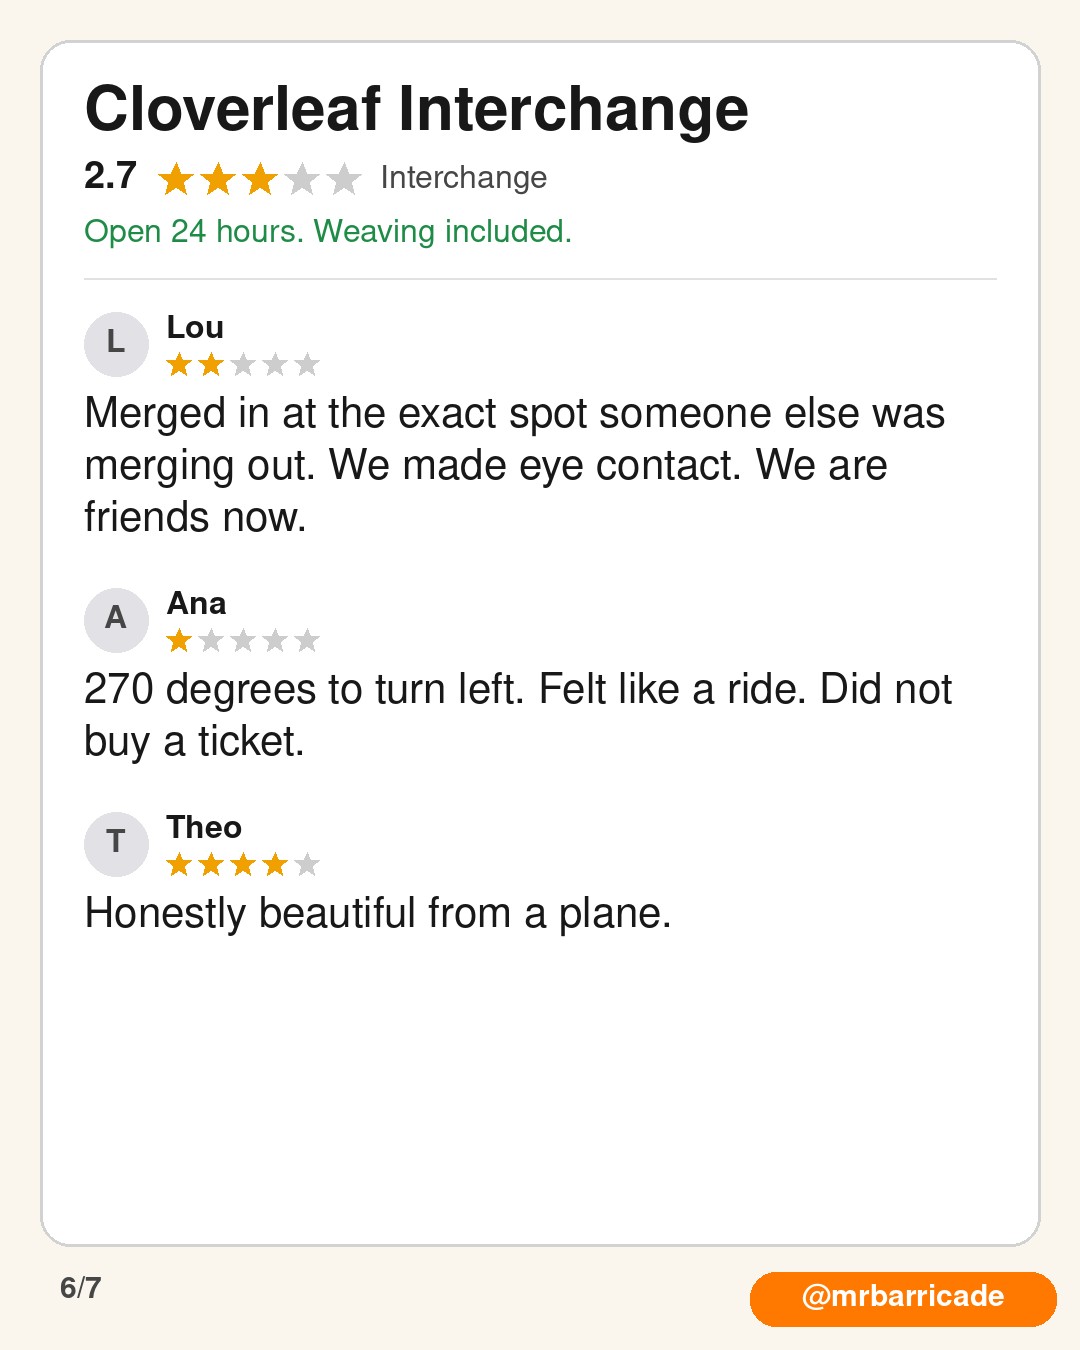 Cloverleaf Interchange
2.7 ★★★★★ Interchange
Open 24 hours. Weaving included.
L Lou
Merged in at the exact spot someone else was
merging out. We made eye contact. We are
friends now.
A Ana
270 degrees to turn left. Felt like a ride. Did not
buy a ticket.
T Theo
Honestly beautiful from a plane.
6/7
@mrbarricade